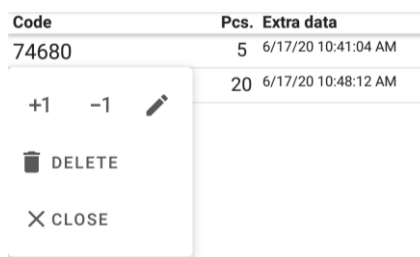 Code Pcs. Extra data
74680 5 6/17/20 10:41:04 AM
20 6/17/20 10:48:12 AM
+1 −1
DELETE
CLOSE